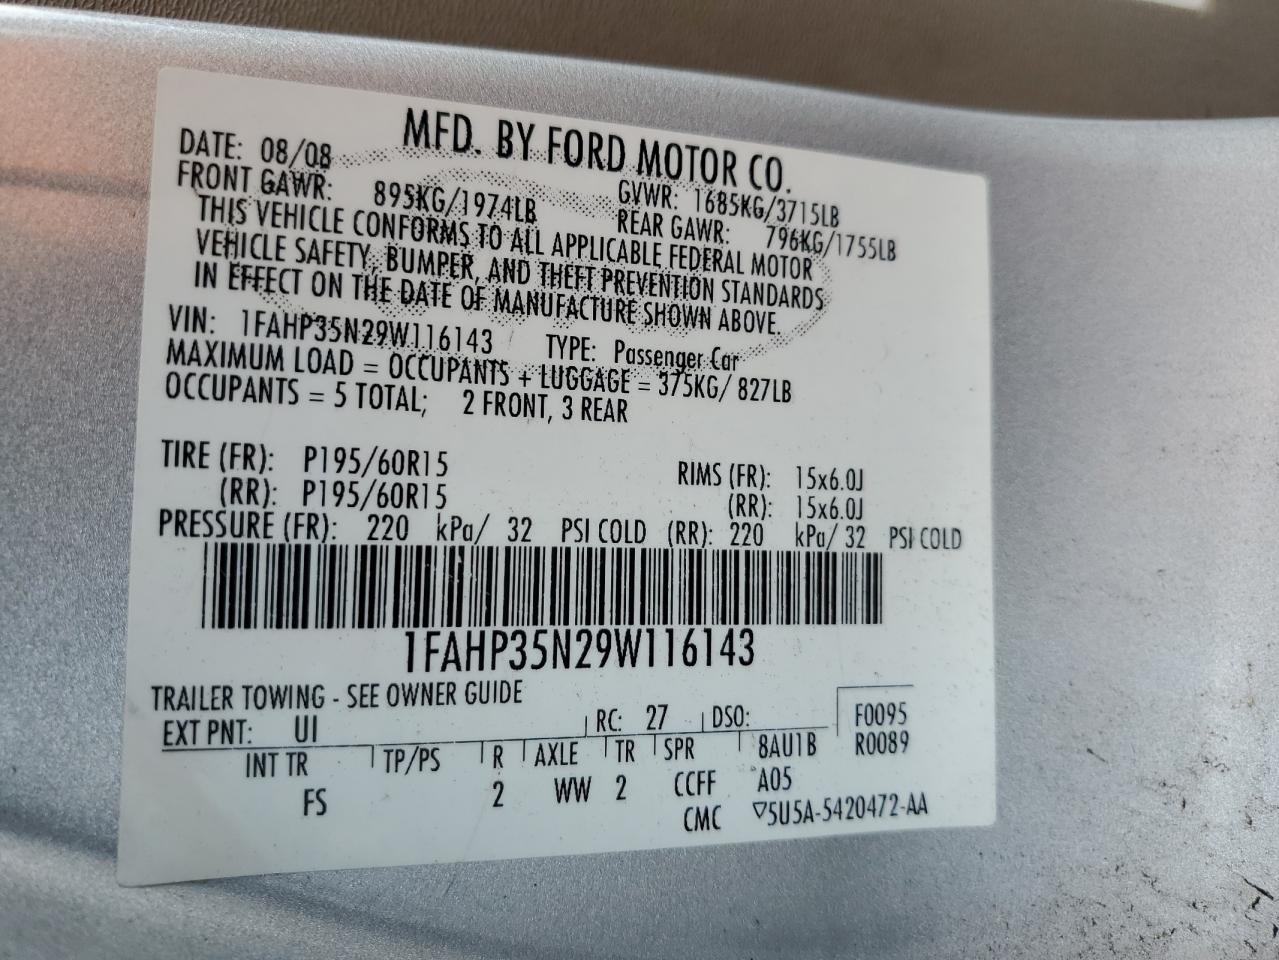 MFD. BY FORD MOTOR CO.
DATE: 08/08 GVWR: 1685KG/3715LB
FRONT GAWR: 895KG/1974LB REAR GAWR: 796KG/1755LB
THIS VEHICLE CONFORMS TO ALL APPLICABLE FEDERAL MOTOR
VEHICLE SAFETY, BUMPER, AND THEFT PREVENTION STANDARDS
IN EFFECT ON THE DATE OF MANUFACTURE SHOWN ABOVE.
VIN: 1FAHP35N29W116143 TYPE: Passenger Car
MAXIMUM LOAD = OCCUPANTS + LUGGAGE = 375KG/ 827LB
OCCUPANTS = 5 TOTAL; 2 FRONT, 3 REAR
TIRE (FR): P195/60R15 RIMS (FR): 15x6.0J
(RR): P195/60R15 (RR): 15x6.0J
PRESSURE (FR): 220 kPa/ 32 PSI COLD (RR): 220 kPa/ 32 PSI COLD
1FAHP35N29W116143
TRAILER TOWING - SEE OWNER GUIDE
EXT PNT: UI RC: 27 DSO: F0095
INT TR TP/PS R AXLE TR SPR 8AU1B R0089
FS 2 WW 2 CCFF A05
CMC ▽5U5A-5420472-AA